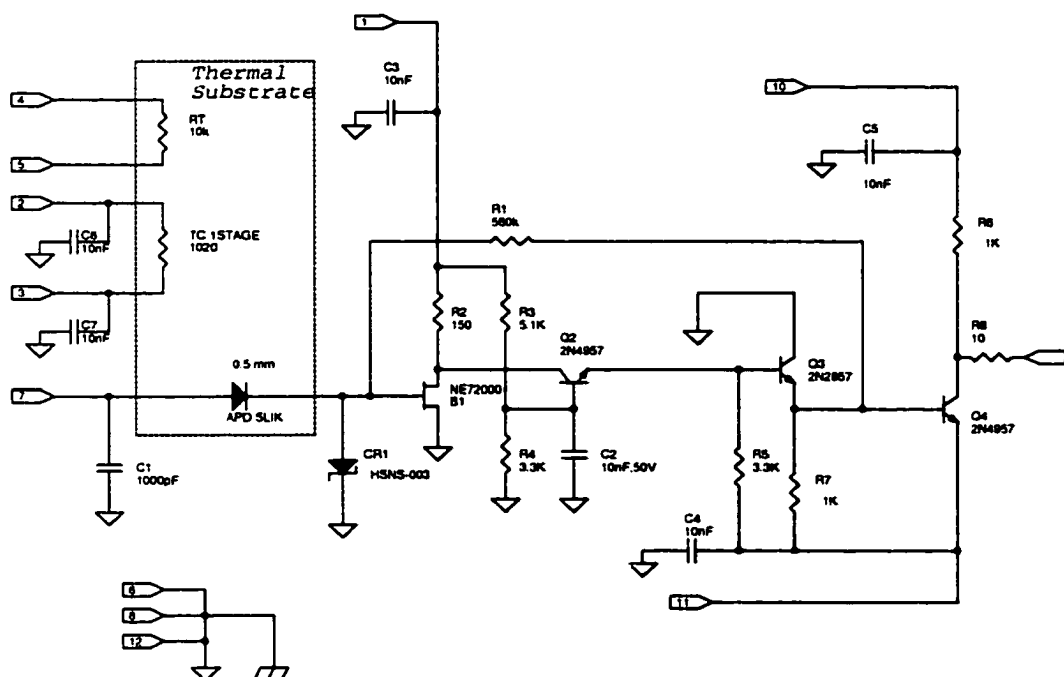 1
Thermal
Substrate
C3
10nF
10
4
RT
10k
C5
10nF
5
2
R1
560k
R6
1K
C6
10nF
TC 1STAGE
1020
3
C7
10nF
R2
150
R3
5.1K
Q2
2N4957
R8
10
0.5 mm
Q3
2N2857
7
NE72000
B1
APD SLIK
Q4
2N4957
CR1
HSNS-003
R4
3.3K
C2
10nF,50V
R5
3.3K
R7
1K
C1
1000pF
C4
10nF
6
8
12
11